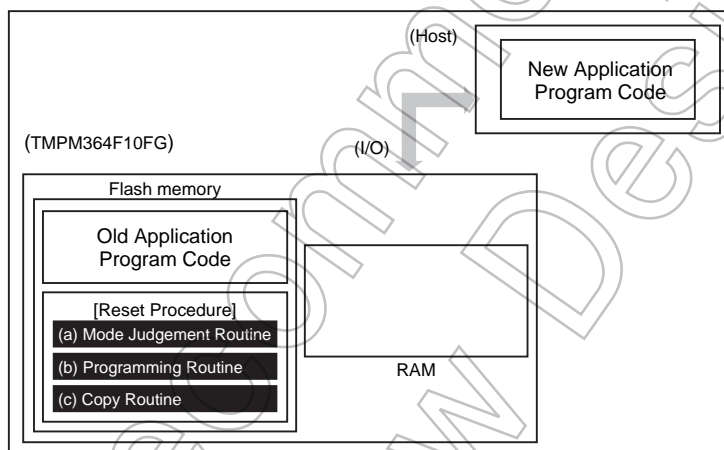 (Host)
New Application
Program Code
(TMPM364F10FG)
(I/O)
Flash memory
Old Application
Program Code
[Reset Procedure]
(a) Mode Judgement Routine
(b) Programming Routine
(c) Copy Routine
RAM